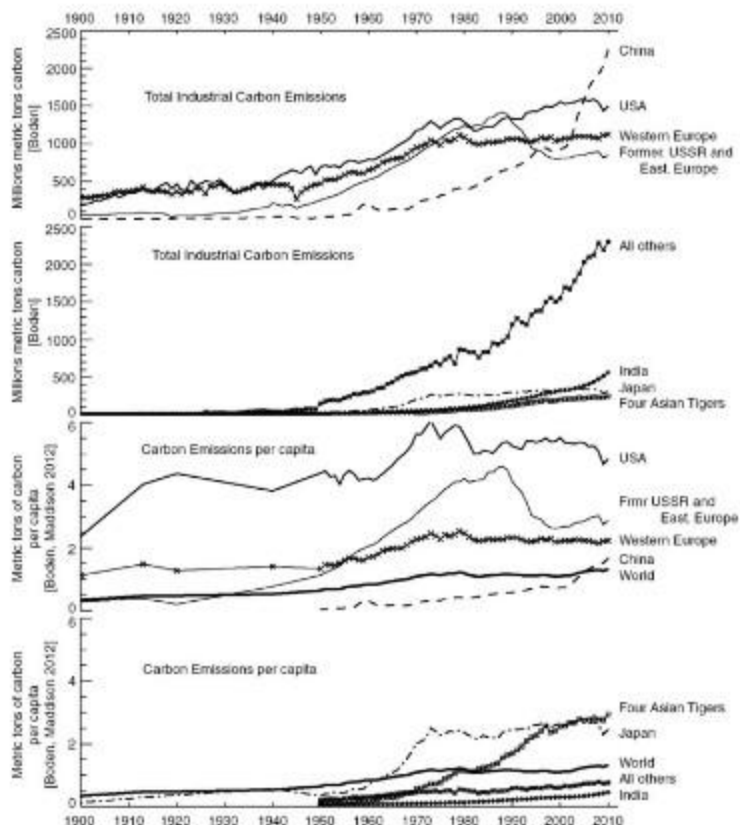 1900 1910 1920 1930 1940 1950 1960 1970 1980 1990 2000 2010
2500
2000
1500
1000
500
0
Millions metric tons carbon
[Boden]
Total Industrial Carbon Emissions
China
USA
Western Europe
Former. USSR and
East. Europe
2500
2000
1500
1000
500
0
Millions metric tons carbon
[Boden]
Total Industrial Carbon Emissions
All others
India
Japan
Four Asian Tigers
6
4
2
0
Metric tons of carbon
per capita
[Boden, Maddison 2012]
Carbon Emissions per capita
USA
Frmr USSR and
East. Europe
Western Europe
China
World
6
4
2
0
Metric tons of carbon
per capita
[Boden, Maddison 2012]
Carbon Emissions per capita
Four Asian Tigers
Japan
World
All others
India
1900 1910 1920 1930 1940 1950 1960 1970 1980 1990 2000 2010